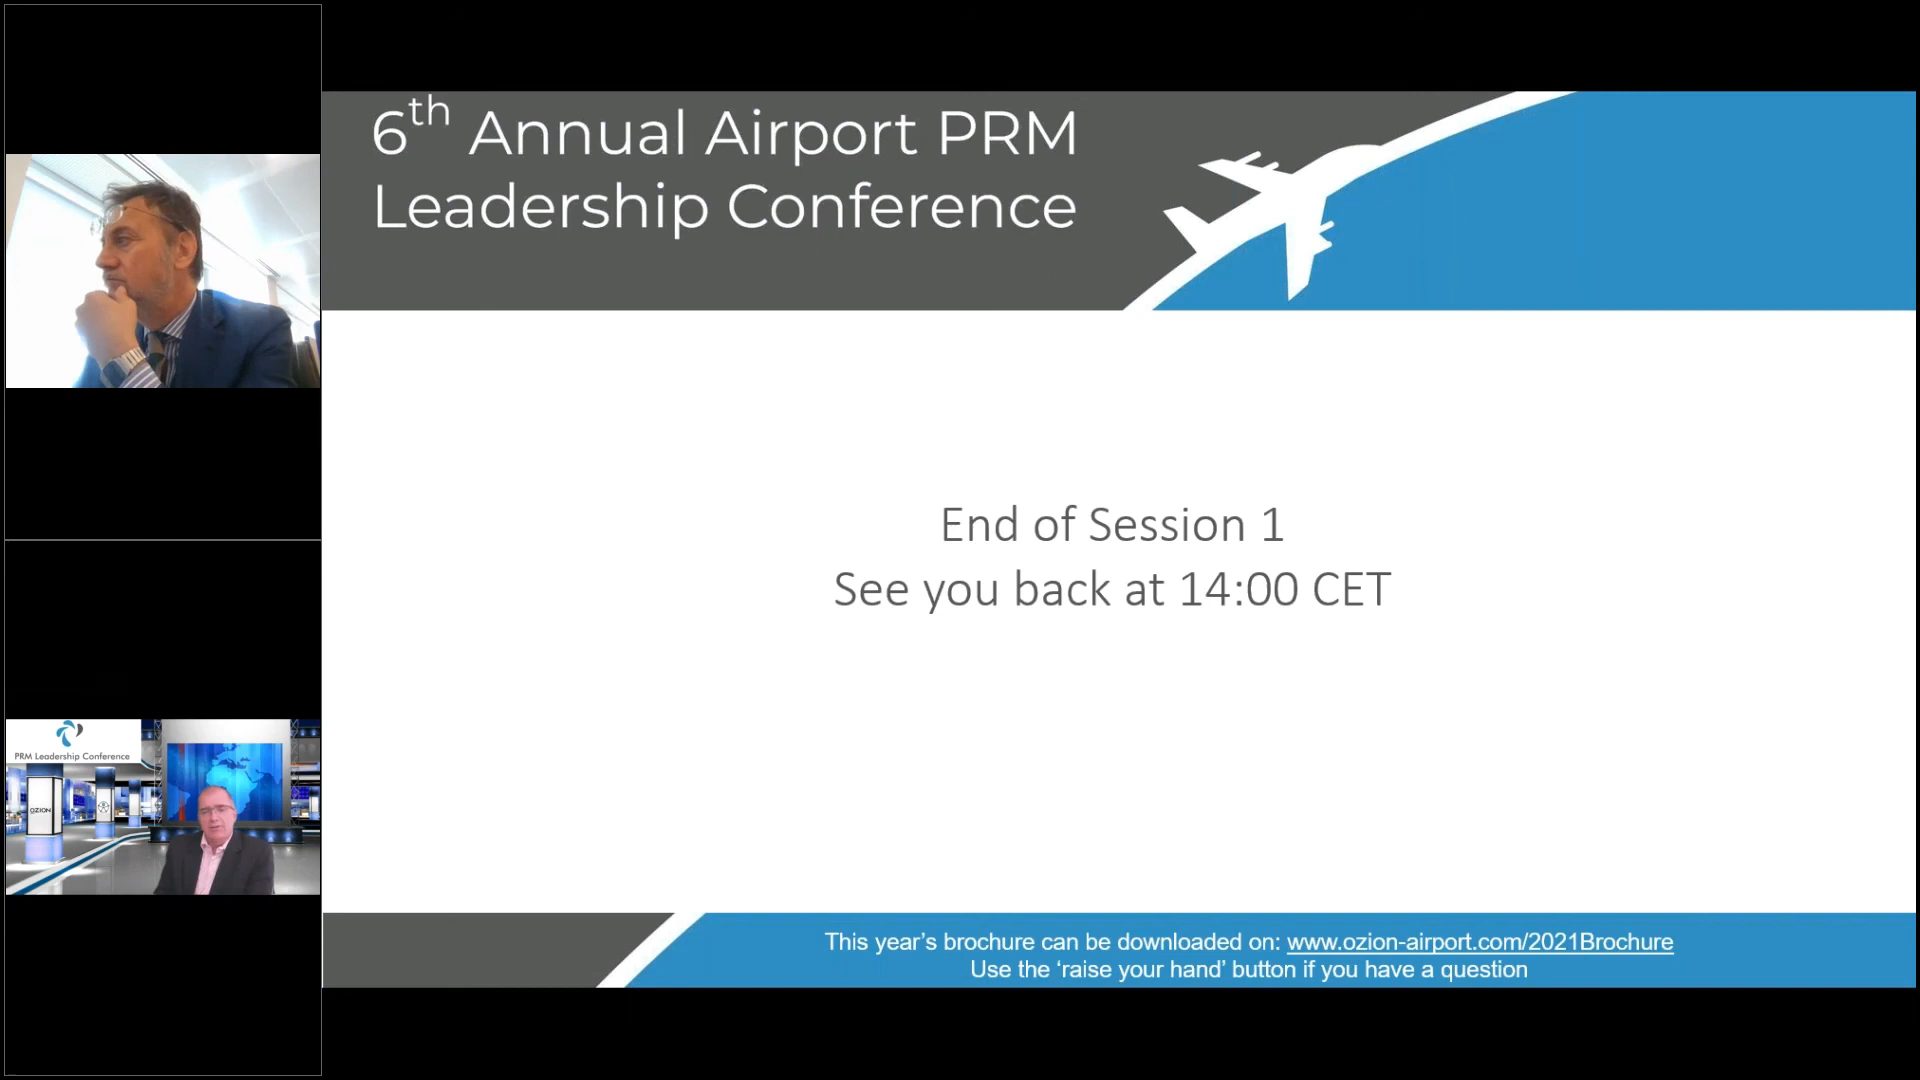 6th Annual Airport PRM
Leadership Conference
End of Session 1
See you back at 14:00 CET
This year’s brochure can be downloaded on: www.ozion-airport.com/2021Brochure
Use the ‘raise your hand’ button if you have a question
PRM Leadership Conference
OZION